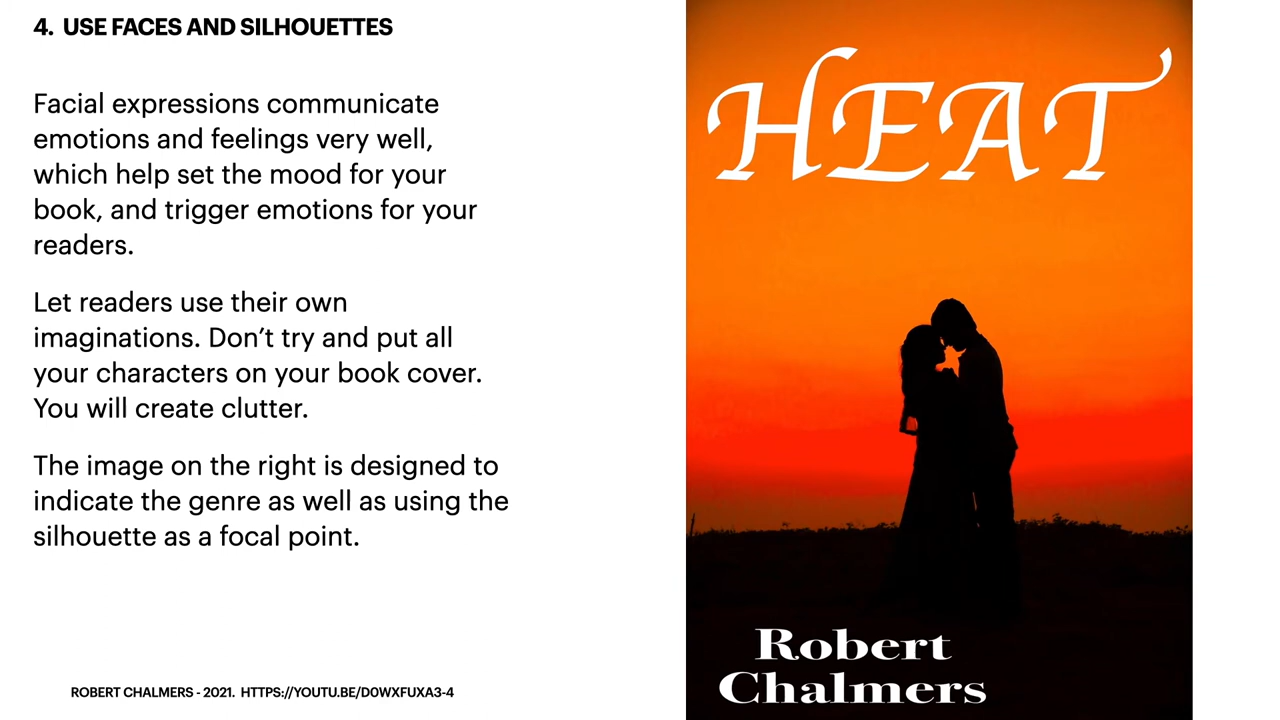 4. USE FACES AND SILHOUETTES
Facial expressions communicate
emotions and feelings very well,
which help set the mood for your
book, and trigger emotions for your
readers.
Let readers use their own
imaginations. Don’t try and put all
your characters on your book cover.
You will create clutter.
The image on the right is designed to
indicate the genre as well as using the
silhouette as a focal point.
ROBERT CHALMERS - 2021. HTTPS://YOUTU.BE/D0WXFUXA3-4
HEAT
Robert
Chalmers